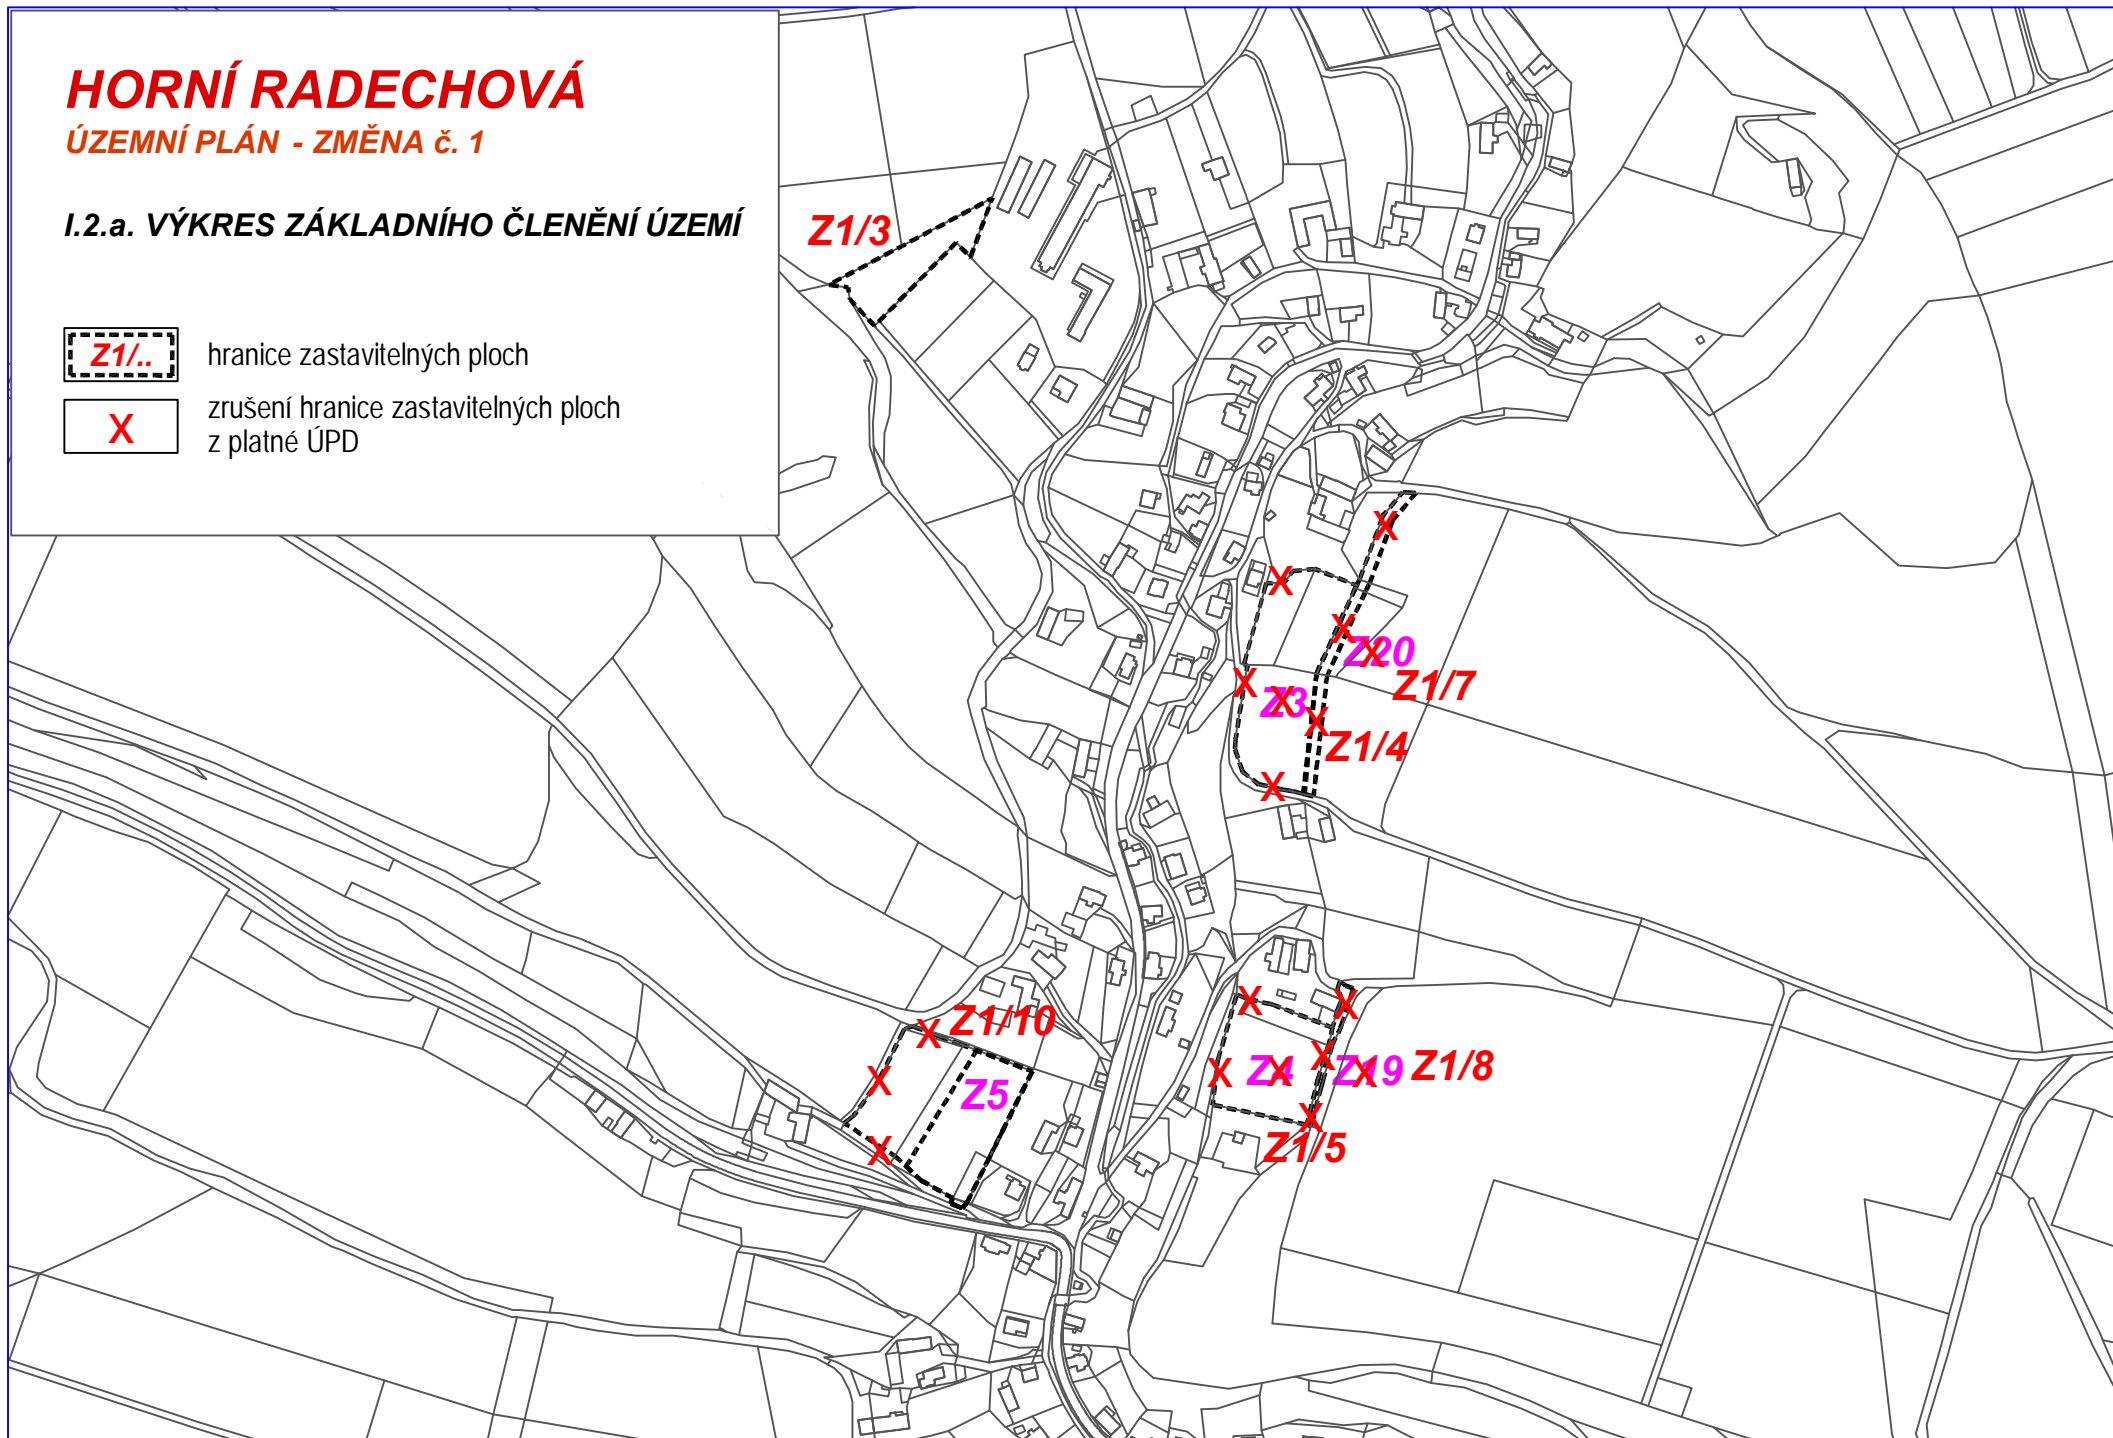 HORNÍ RADECHOVÁ
ÚZEMNÍ PLÁN - ZMĚNA č. 1
I.2.a. VÝKRES ZÁKLADNÍHO ČLENĚNÍ ÚZEMÍ
Z1/..
hranice zastavitelných ploch
X
zrušení hranice zastavitelných ploch
z platné ÚPD
Z1/3
X
X
X
Z20
X
Z1/7
X
Z3
X
X
Z1/4
X
X
X
Z1/10
X
X
Z5
X
X
Z4
X
X
Z19
X
Z1/8
X
Z1/5